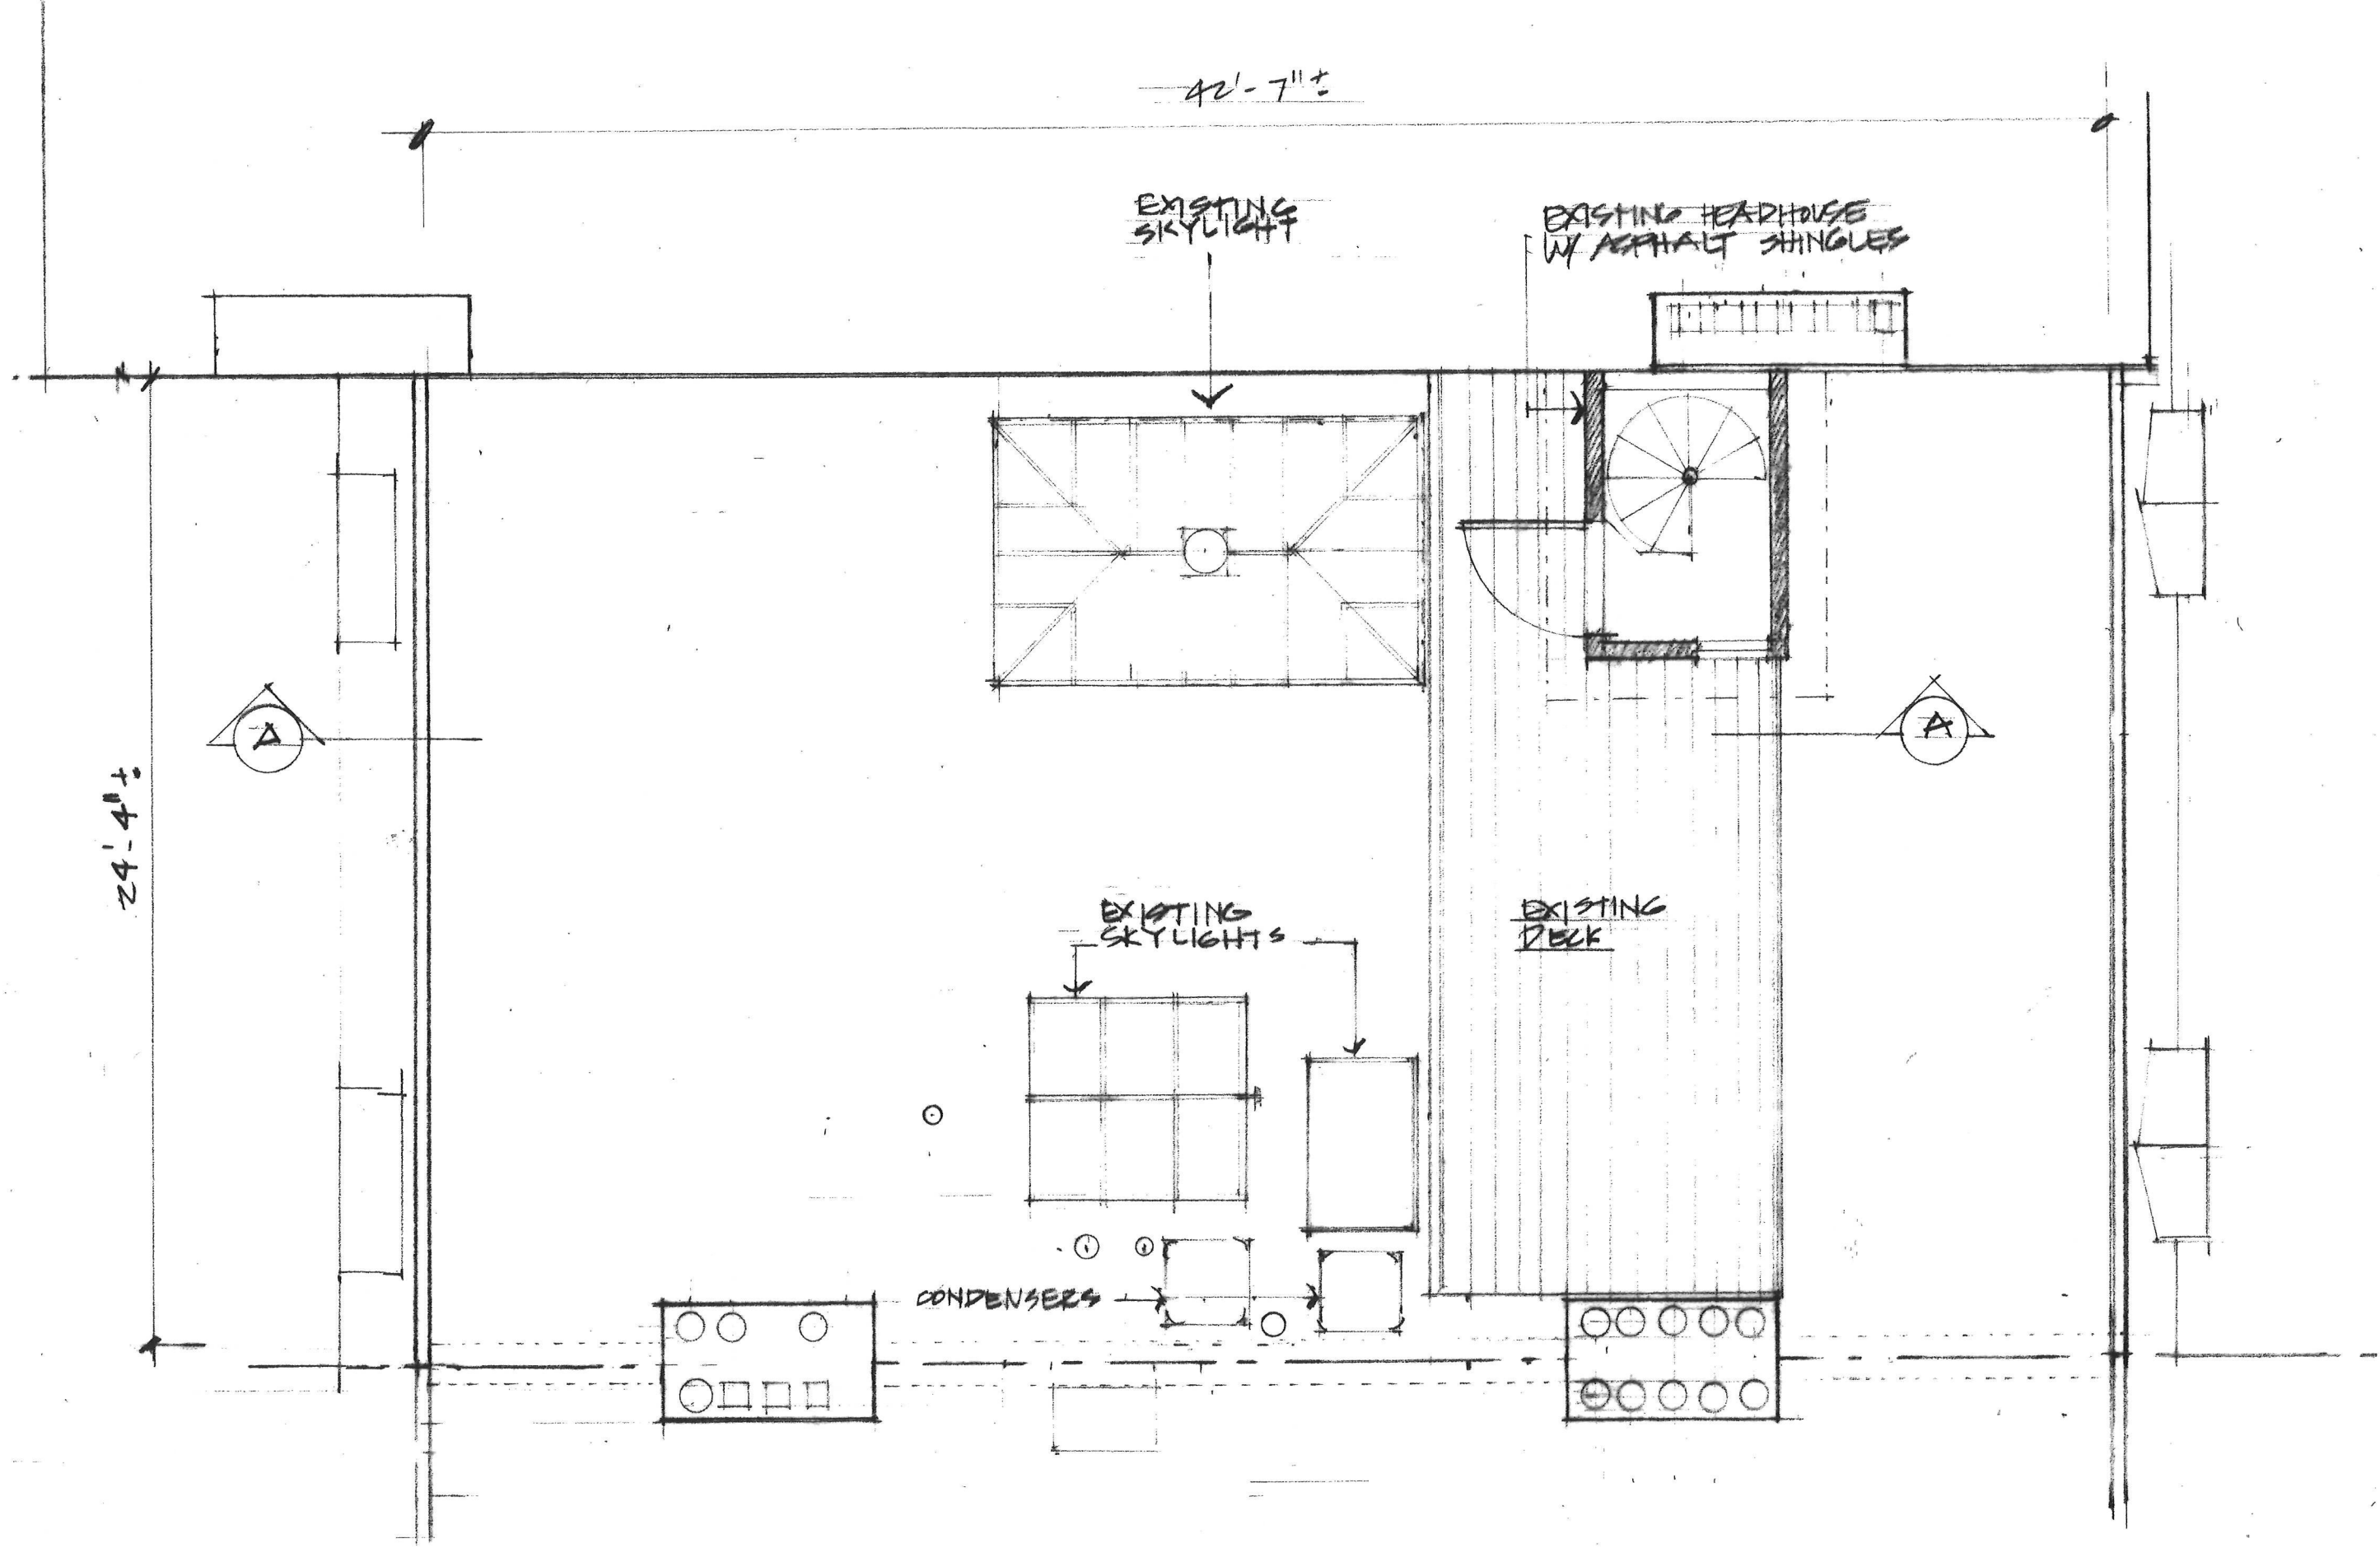 42'-7"±
EXISTING
SKYLIGHT
EXISTING HEADHOUSE
W/ ASPHALT SHINGLES
A
A
24'-4"±
EXISTING
SKYLIGHTS
EXISTING
DECK
CONDENSERS